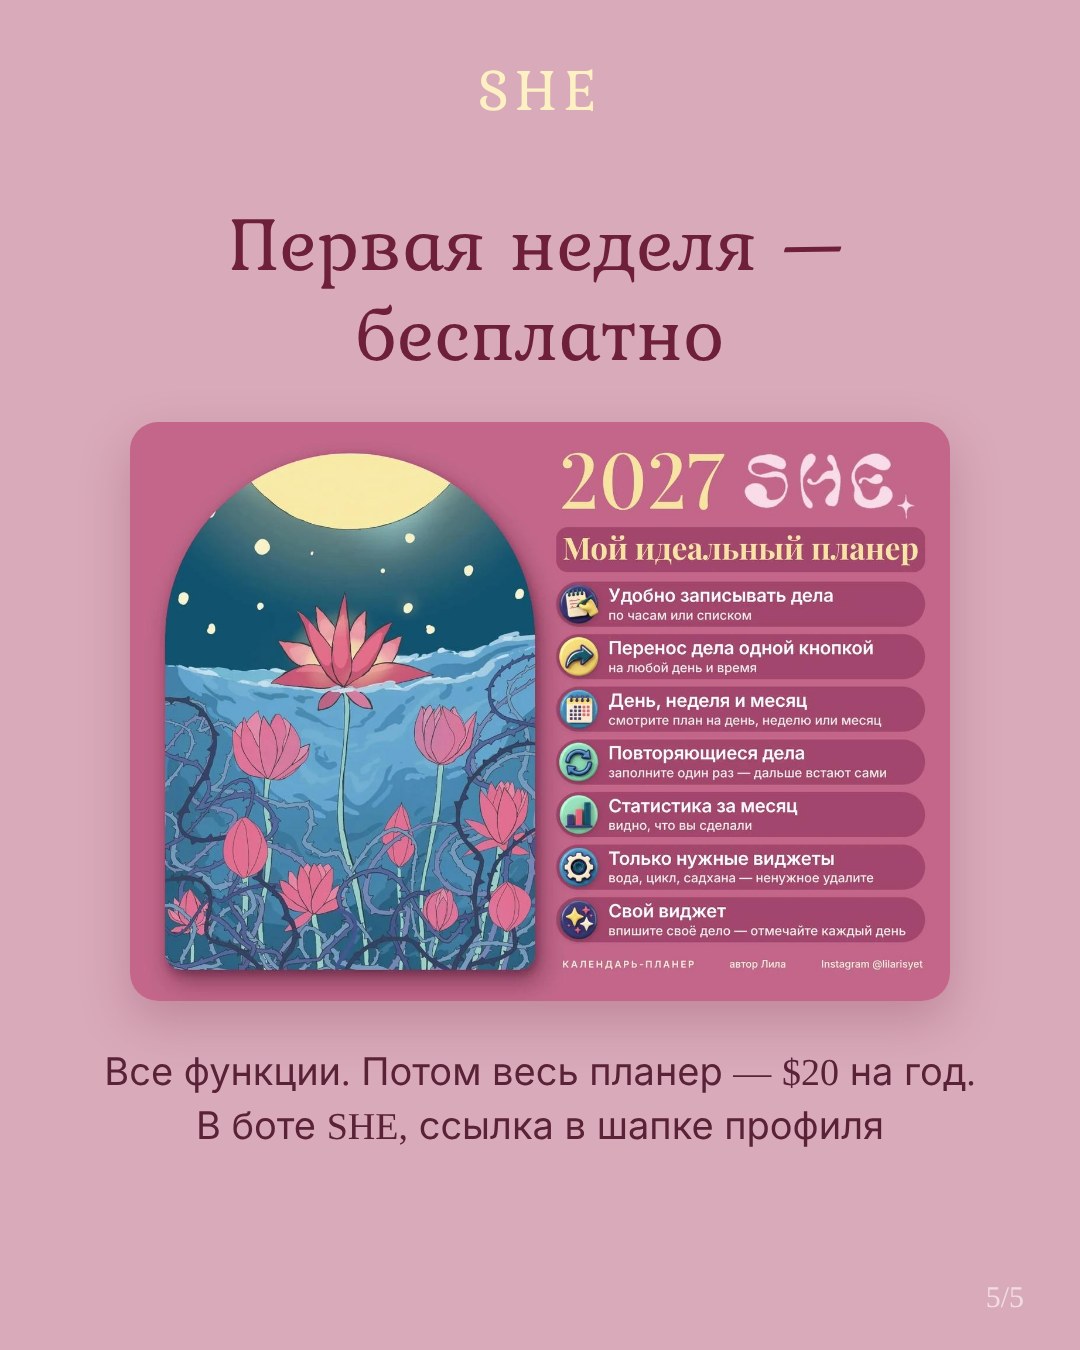 SHE
Первая неделя —
бесплатно
2027 SHE
Мой идеальный планер
Удобно записывать дела
по часам или списком
Перенос дела одной кнопкой
на любой день и время
День, неделя и месяц
смотрите план на день, неделю или месяц
Повторяющиеся дела
заполните один раз — дальше встают сами
Статистика за месяц
видно, что вы сделали
Только нужные виджеты
вода, цикл, садхана — ненужное удалите
Свой виджет
впишите своё дело — отмечайте каждый день
КАЛЕНДАРЬ-ПЛАНЕР автор Лила Instagram @lilarisyet
Все функции. Потом весь планер — $20 на год.
В боте SHE, ссылка в шапке профиля
5/5